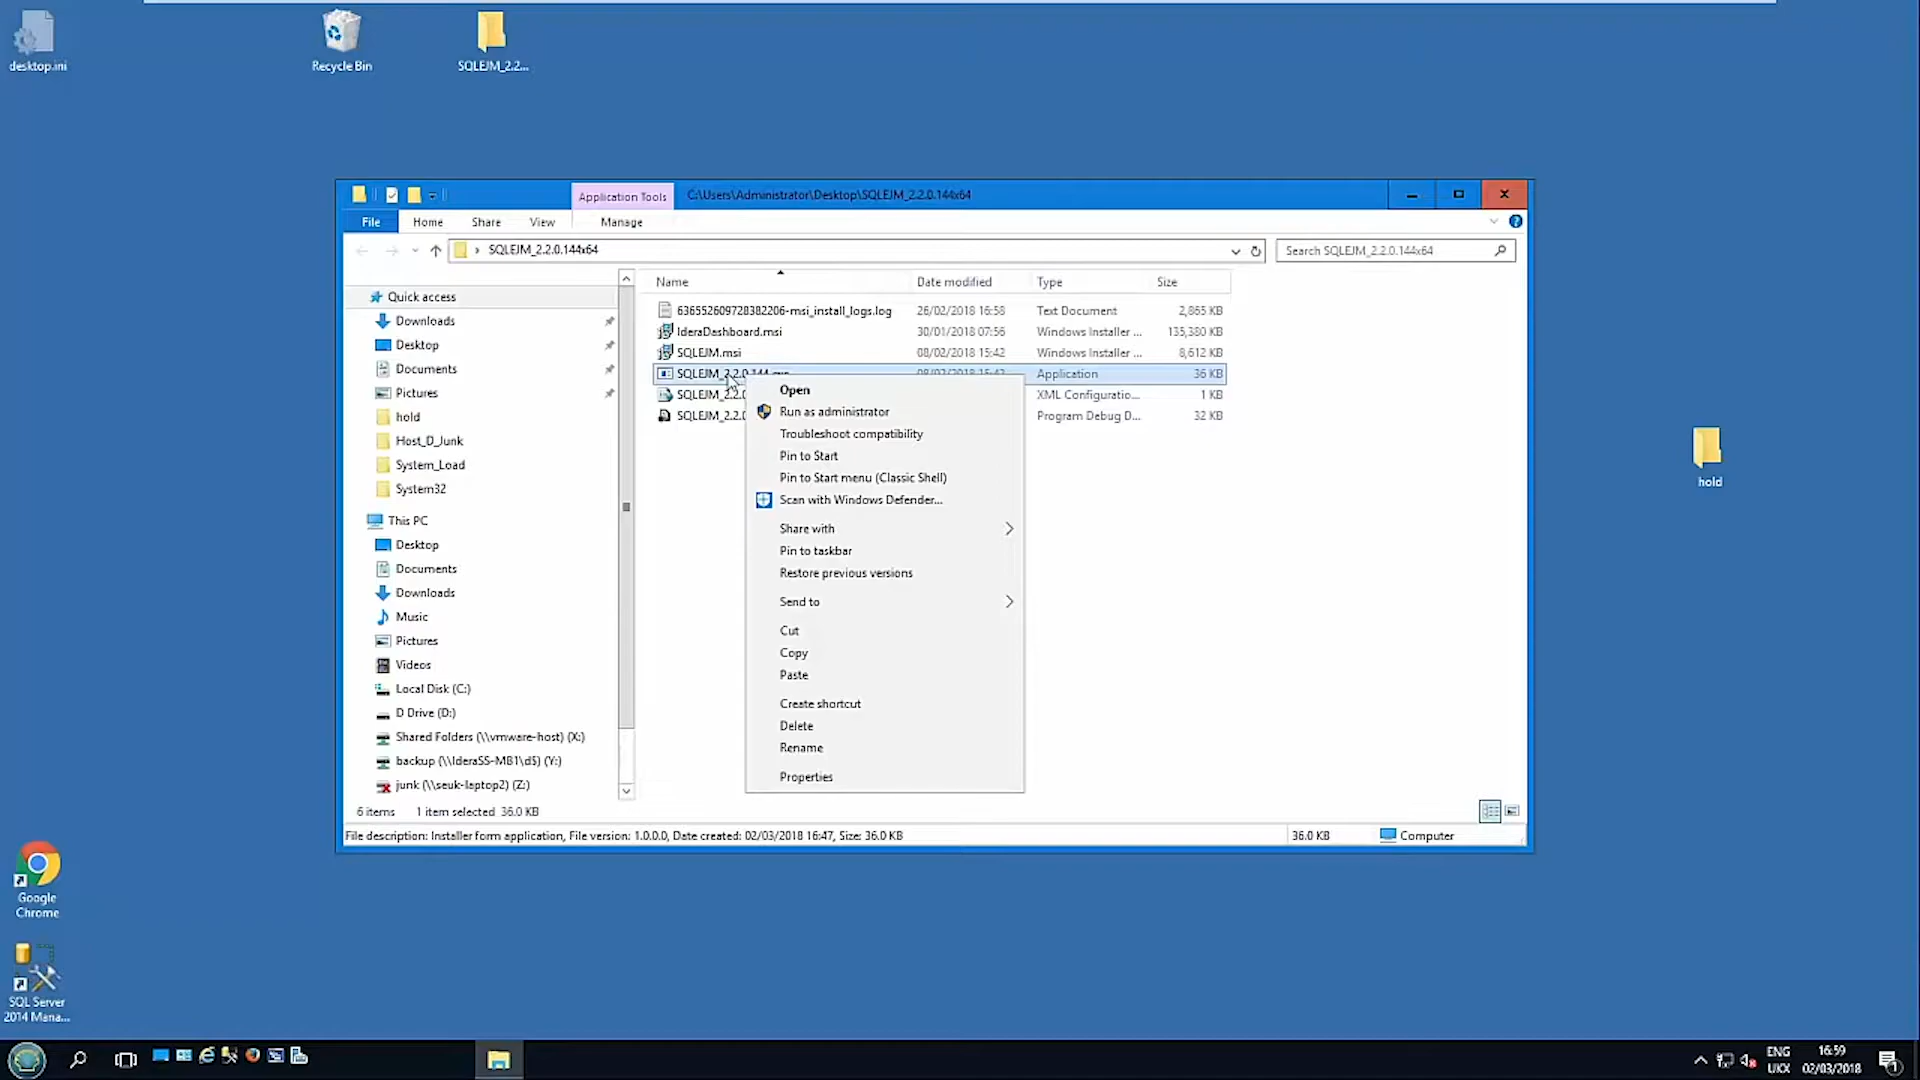 desktop.ini
Recycle Bin
SQLEJM_2.2...
Application Tools
C:\Users\Administrator\Desktop\SQLEJM_2.2.0.144x64
File
Home
Share
View
Manage
SQLEJM_2.2.0.144x64
Search SQLEJM_2.2.0.144x64
Name
Date modified
Type
Size
Quick access
Downloads
Desktop
Documents
Pictures
hold
Host_D_Junk
System_Load
System32
This PC
Desktop
Documents
Downloads
Music
Pictures
Videos
Local Disk (C:)
D Drive (D:)
Shared Folders (\\vmware-host) (X:)
backup (\\IderaSS-MB1\d$) (Y:)
junk (\\seuk-laptop2) (Z:)
636552609728382206-msi_install_logs.log 26/02/2018 16:58 Text Document 2,865 KB
IderaDashboard.msi 30/01/2018 07:56 Windows Installer ... 135,380 KB
SQLEJM.msi 08/02/2018 15:42 Windows Installer ... 8,612 KB
SQLEJM_2.2.0.144.exe 08/02/2018 15:42 Application 36 KB
SQLEJM_2.2.0 XML Configuratio... 1 KB
SQLEJM_2.2.0 Program Debug D... 32 KB
Open
Run as administrator
Troubleshoot compatibility
Pin to Start
Pin to Start menu (Classic Shell)
Scan with Windows Defender...
Share with
Pin to taskbar
Restore previous versions
Send to
Cut
Copy
Paste
Create shortcut
Delete
Rename
Properties
6 items 1 item selected 36.0 KB
File description: Installer form application, File version: 1.0.0.0, Date created: 02/03/2018 16:47, Size: 36.0 KB
36.0 KB
Computer
hold
Google
Chrome
SQL Server
2014 Mana...
ENG
UKX
16:59
02/03/2018
1